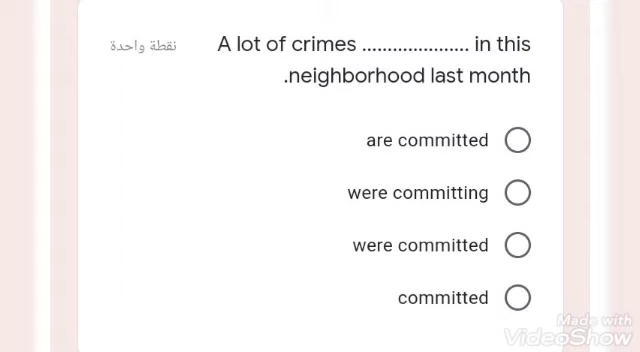 A lot of crimes ..................... in this
.neighborhood last month
نقطة واحدة
are committed
were committing
were committed
committed
Made with
VideoShow